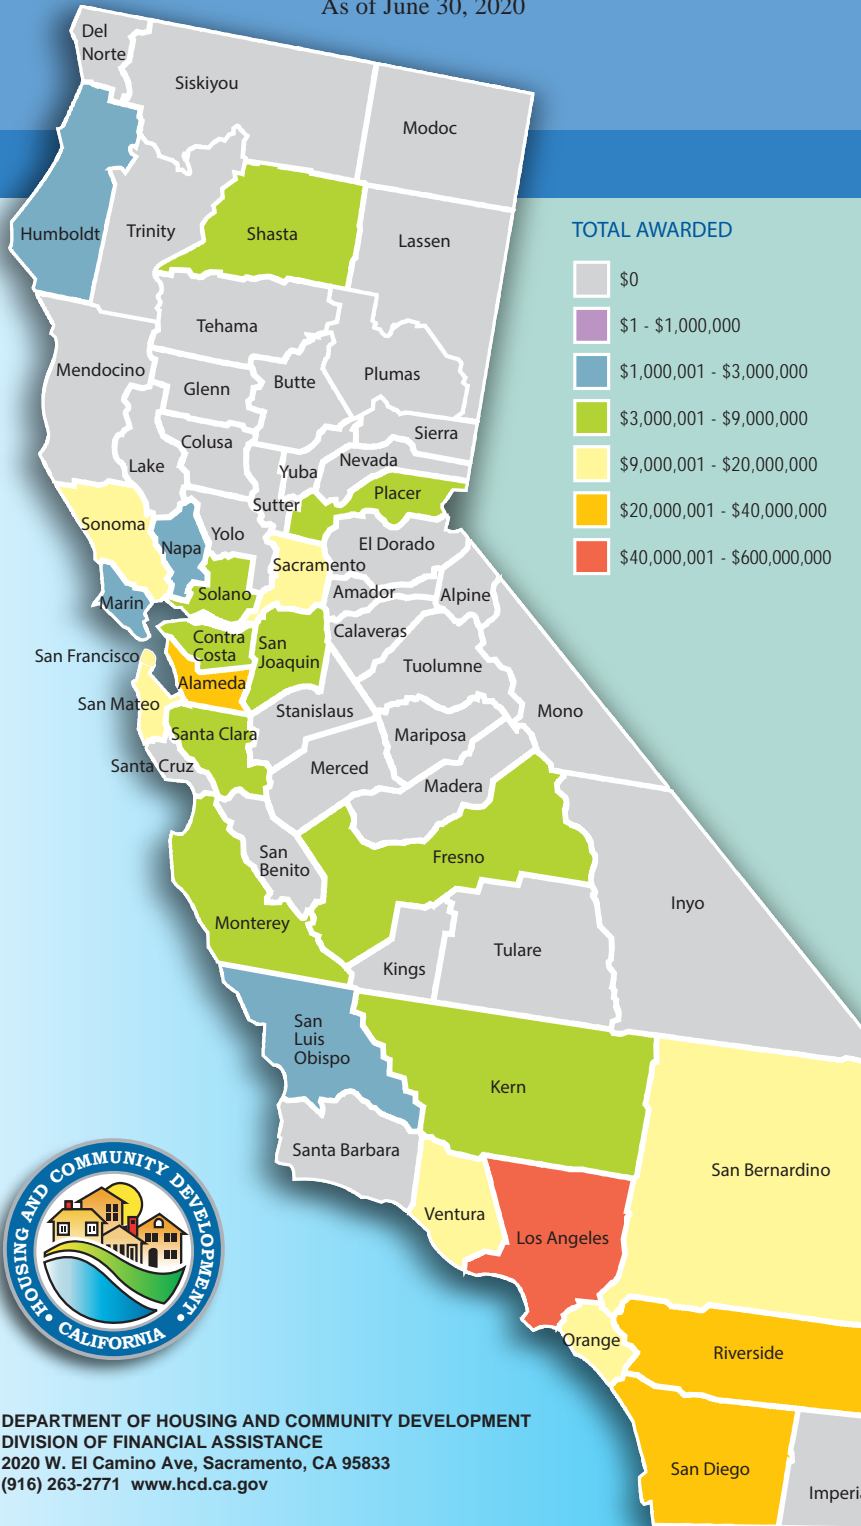 As of June 30, 2020
Del
Norte
Siskiyou
Modoc
Humboldt
Trinity
Shasta
Lassen
TOTAL AWARDED
$0
$1 - $1,000,000
$1,000,001 - $3,000,000
$3,000,001 - $9,000,000
$9,000,001 - $20,000,000
$20,000,001 - $40,000,000
$40,000,001 - $600,000,000
Tehama
Mendocino
Glenn
Butte
Plumas
Colusa
Sierra
Lake
Yuba
Nevada
Sutter
Placer
Sonoma
Napa
Yolo
El Dorado
Sacramento
Marin
Solano
Amador
Alpine
Contra
Costa
San
Joaquin
Calaveras
San Francisco
Alameda
Tuolumne
San Mateo
Stanislaus
Mono
Santa Clara
Mariposa
Santa Cruz
Merced
Madera
San
Benito
Fresno
Inyo
Monterey
Kings
Tulare
San
Luis
Obispo
Kern
Santa Barbara
San Bernardino
Ventura
Los Angeles
Orange
Riverside
San Diego
Imperia
HOUSING AND COMMUNITY DEVELOPMENT
CALIFORNIA
DEPARTMENT OF HOUSING AND COMMUNITY DEVELOPMENT
DIVISION OF FINANCIAL ASSISTANCE
2020 W. El Camino Ave, Sacramento, CA 95833
(916) 263-2771 www.hcd.ca.gov